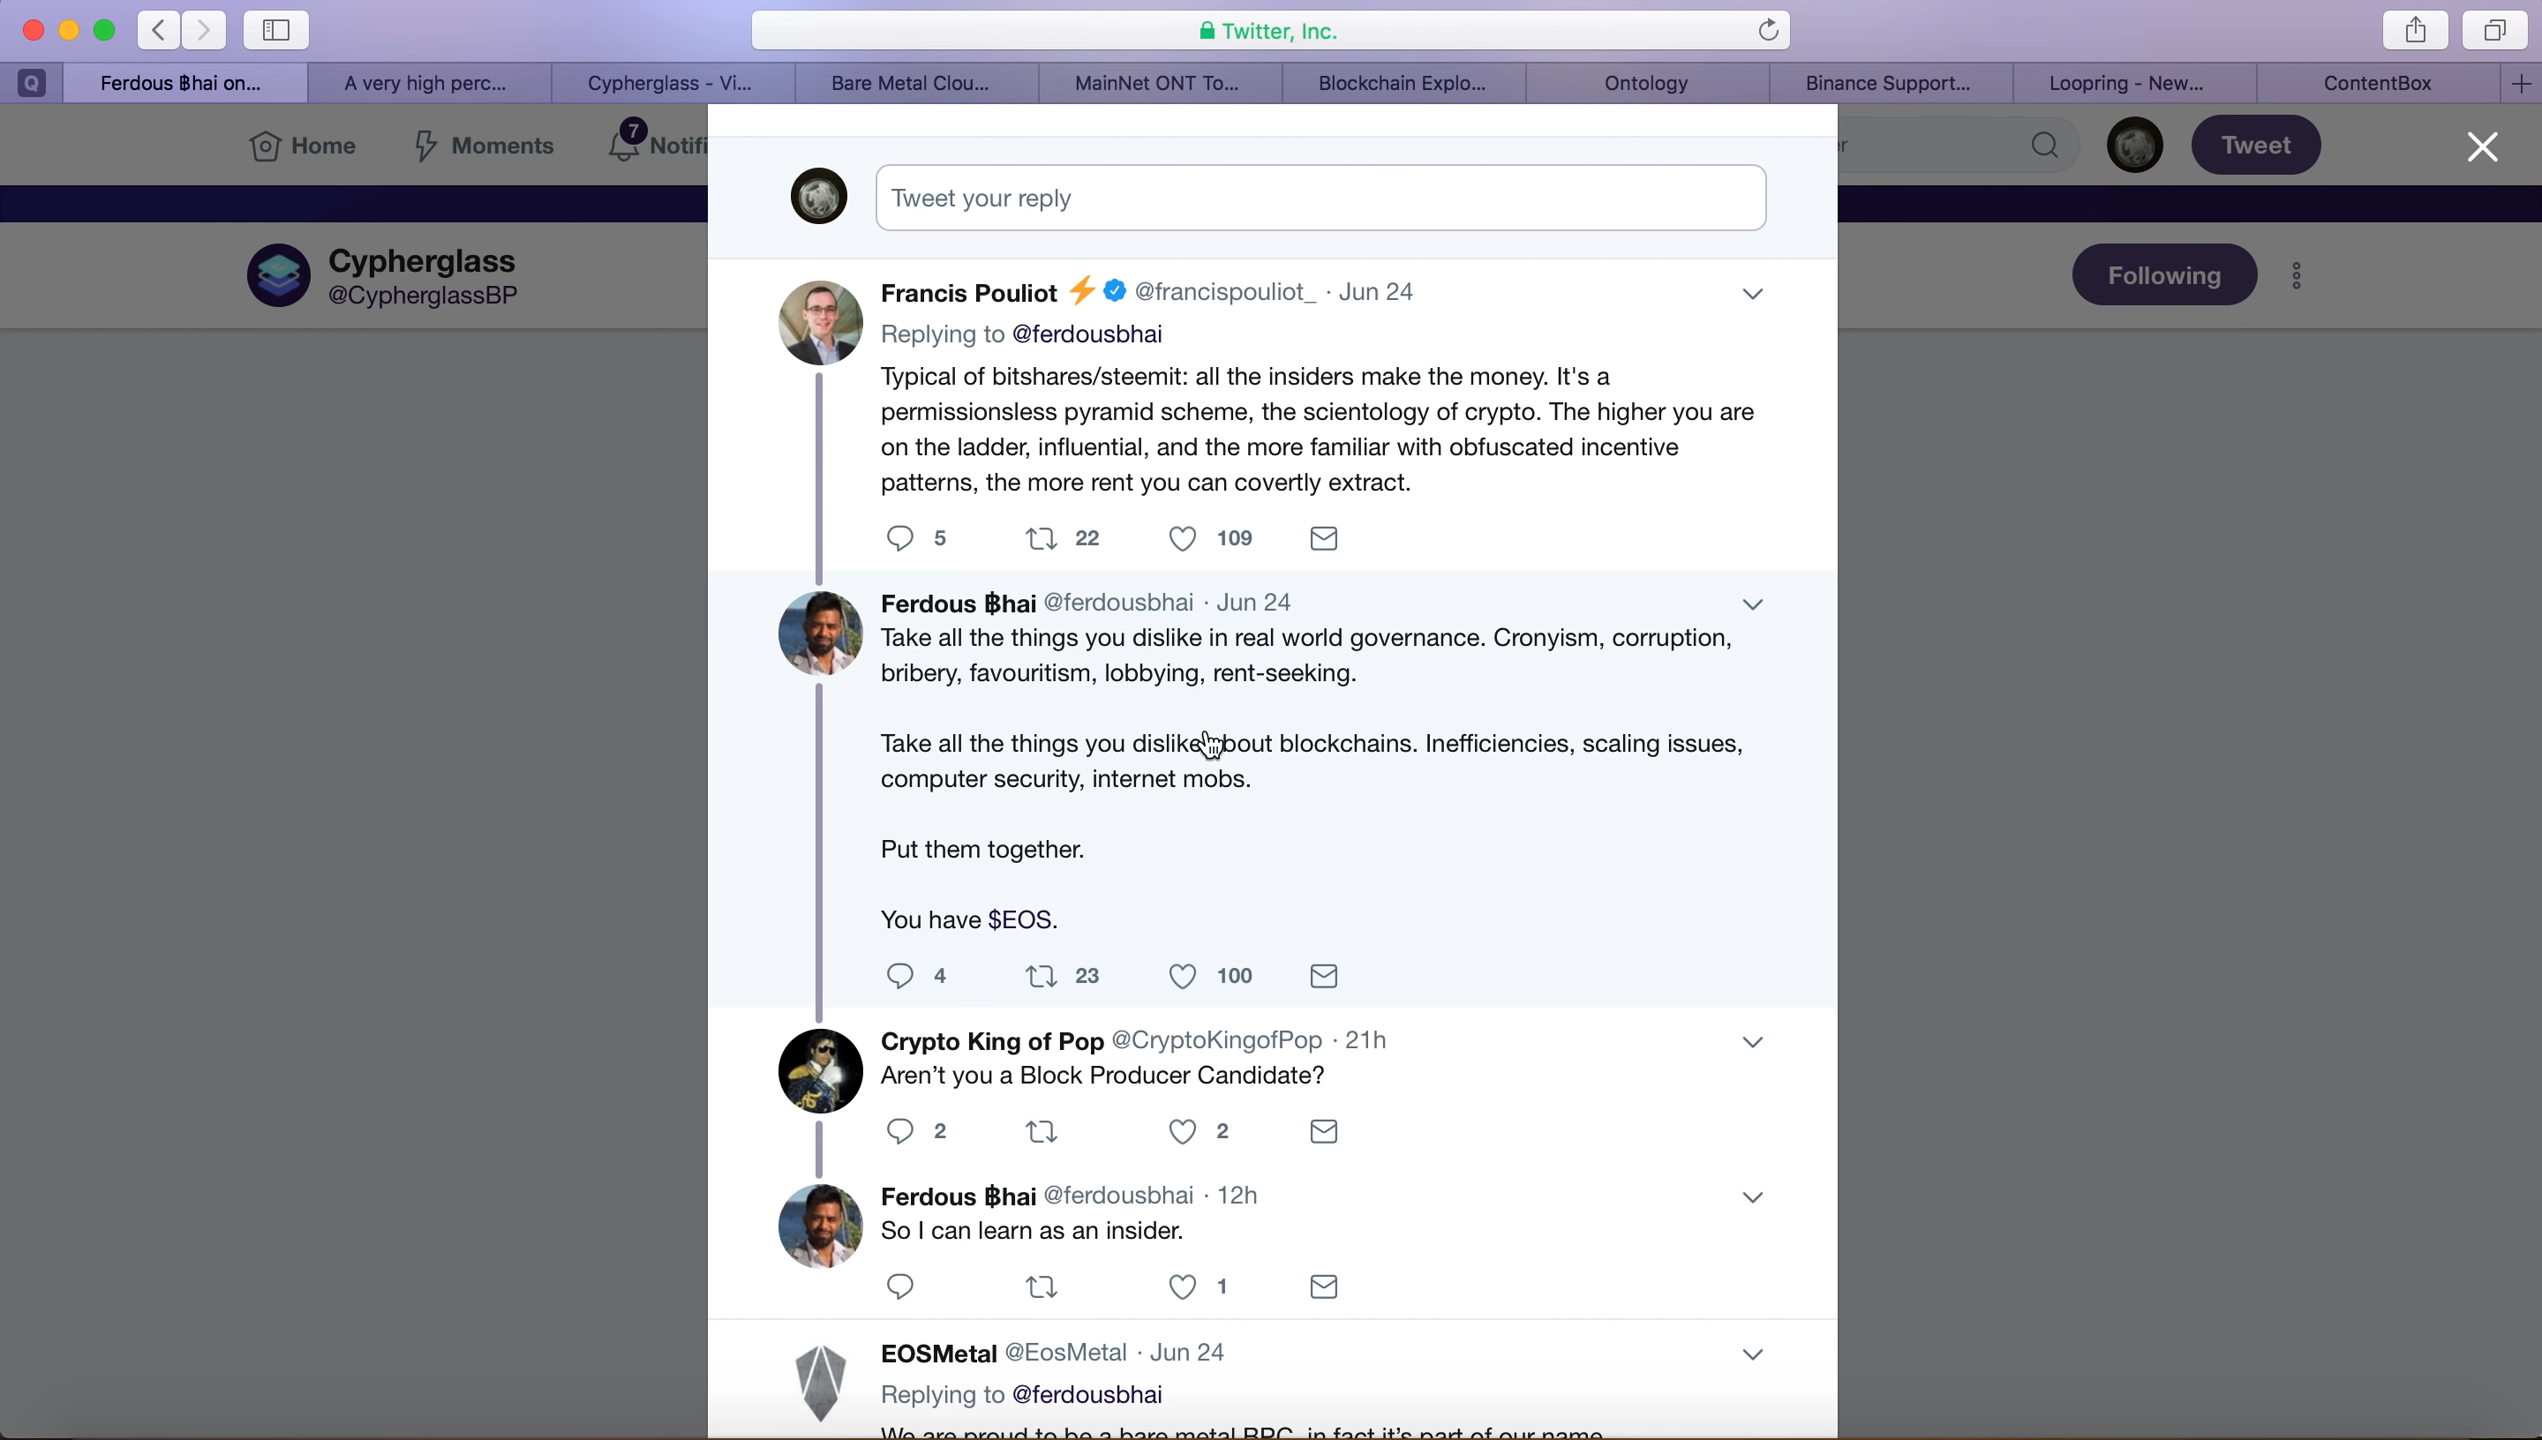 Twitter, Inc.
Q
Ferdous ₿hai on...
A very high perc...
Cypherglass - Vi...
Bare Metal Clou...
MainNet ONT To...
Blockchain Explo...
Ontology
Binance Support...
Loopring - New...
ContentBox
Home
Moments
7
Notifi
er
Tweet
Cypherglass
@CypherglassBP
Following
Tweet your reply
Francis Pouliot ⚡ @francispouliot_ · Jun 24
Replying to @ferdousbhai
Typical of bitshares/steemit: all the insiders make the money. It's a
permissionsless pyramid scheme, the scientology of crypto. The higher you are
on the ladder, influential, and the more familiar with obfuscated incentive
patterns, the more rent you can covertly extract.
5 22 109
Ferdous ₿hai @ferdousbhai · Jun 24
Take all the things you dislike in real world governance. Cronyism, corruption,
bribery, favouritism, lobbying, rent-seeking.
Take all the things you dislike about blockchains. Inefficiencies, scaling issues,
computer security, internet mobs.
Put them together.
You have $EOS.
4 23 100
Crypto King of Pop @CryptoKingofPop · 21h
Aren't you a Block Producer Candidate?
2 2
Ferdous ₿hai @ferdousbhai · 12h
So I can learn as an insider.
1
EOSMetal @EosMetal · Jun 24
Replying to @ferdousbhai
We are proud to be a bare metal BPC, in fact it's part of our name